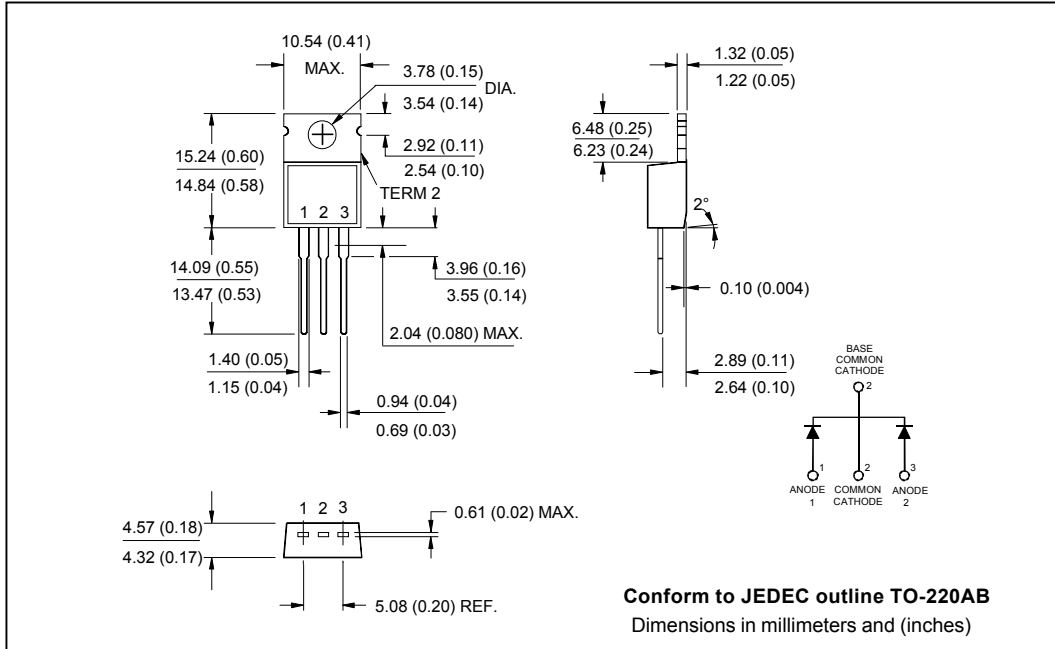 10.54 (0.41)
MAX.
3.78 (0.15)
3.54 (0.14)
DIA.
2.92 (0.11)
2.54 (0.10)
TERM 2
15.24 (0.60)
14.84 (0.58)
1 2 3
14.09 (0.55)
13.47 (0.53)
3.96 (0.16)
3.55 (0.14)
2.04 (0.080) MAX.
1.40 (0.05)
1.15 (0.04)
0.94 (0.04)
0.69 (0.03)
1.32 (0.05)
1.22 (0.05)
6.48 (0.25)
6.23 (0.24)
2°
0.10 (0.004)
2.89 (0.11)
2.64 (0.10)
BASE
COMMON
CATHODE
2
1 2 3
ANODE COMMON ANODE
1 CATHODE 2
1 2 3
4.57 (0.18)
4.32 (0.17)
0.61 (0.02) MAX.
5.08 (0.20) REF.
Conform to JEDEC outline TO-220AB
Dimensions in millimeters and (inches)